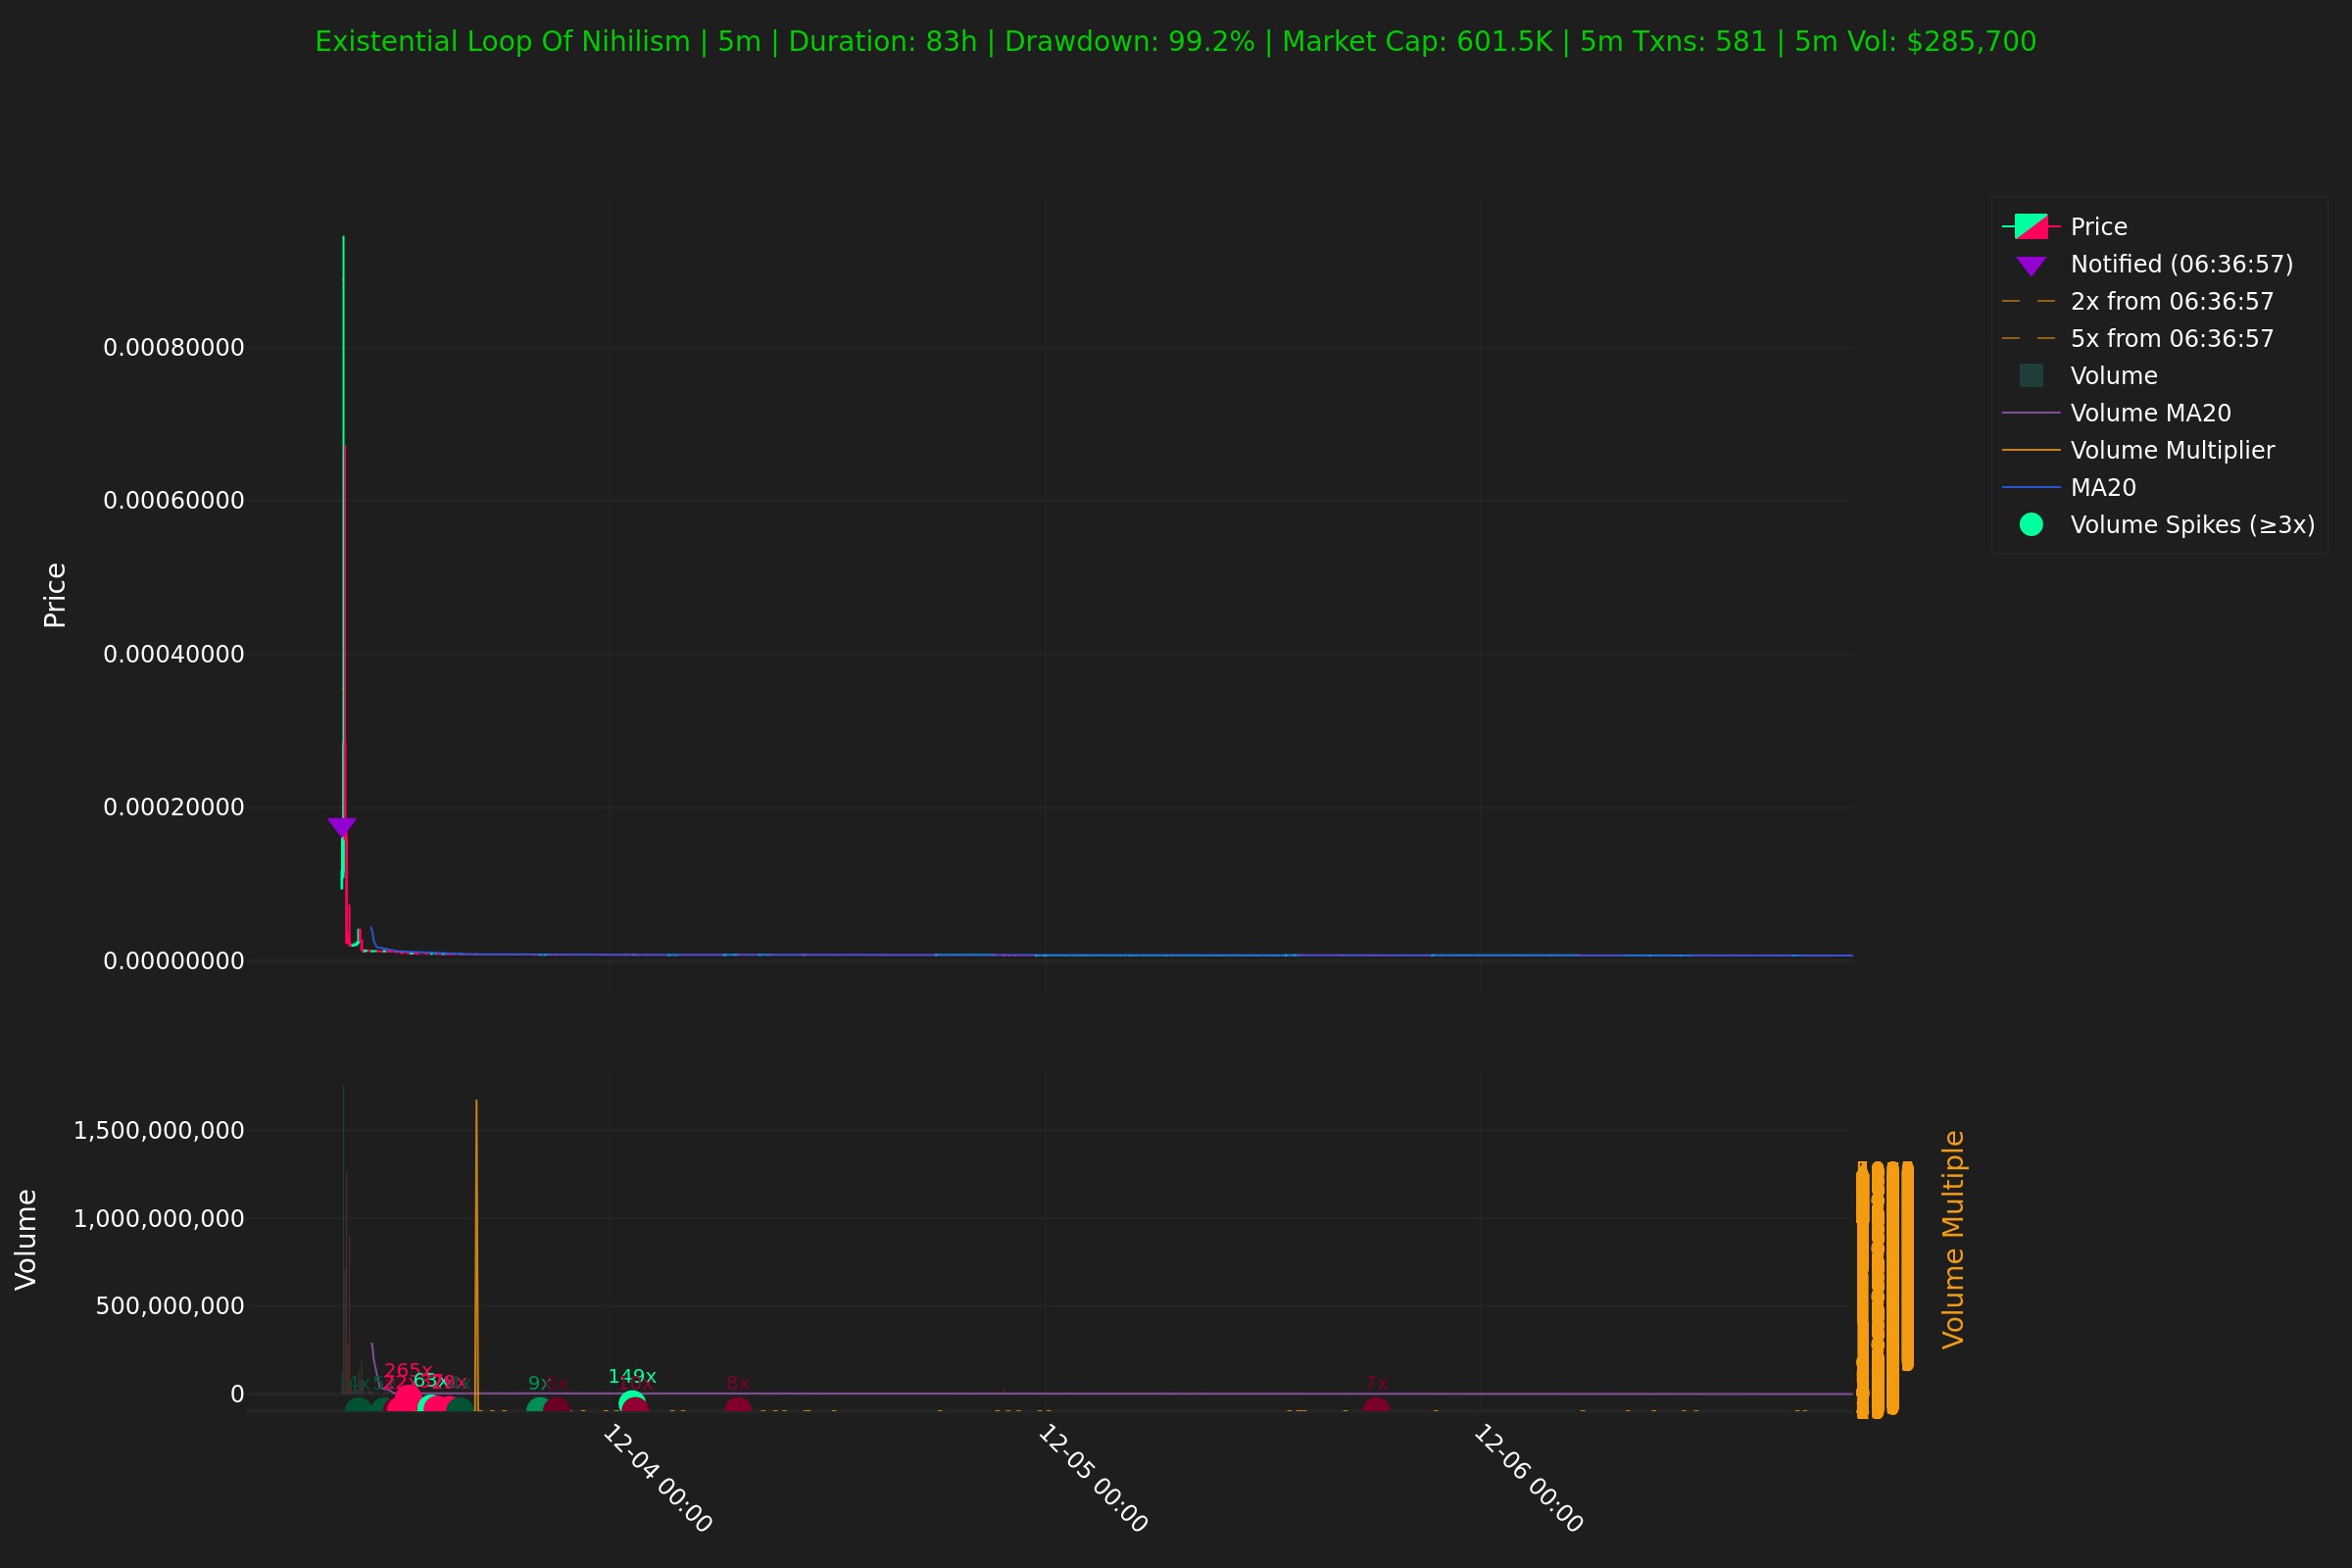 Existential Loop Of Nihilism | 5m | Duration: 83h | Drawdown: 99.2% | Market Cap: 601.5K | 5m Txns: 581 | 5m Vol: $285,700
Price
0.00080000
0.00060000
0.00040000
0.00020000
0.00000000
Price
Notified (06:36:57)
2x from 06:36:57
5x from 06:36:57
Volume
Volume MA20
Volume Multiplier
MA20
Volume Spikes (≥3x)
Volume
1,500,000,000
1,000,000,000
500,000,000
0
4x
265x
22x
63x
9x
149x
8x
7x
Volume Multiple
12-04 00:00
12-05 00:00
12-06 00:00